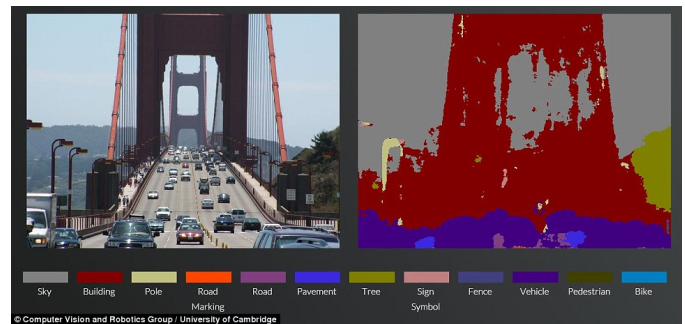 Sky Building Pole Road Road Pavement Tree Sign Fence Vehicle Pedestrian Bike
Marking Symbol
© Computer Vision and Robotics Group / University of Cambridge